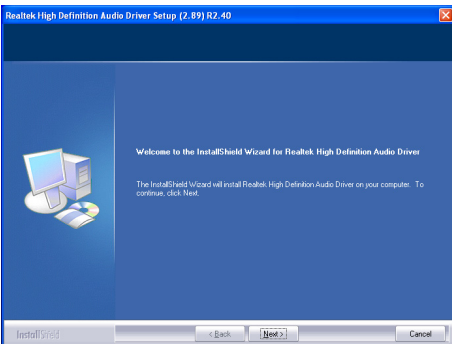 Realtek High Definition Audio Driver Setup (2.89) R2.40
Welcome to the InstallShield Wizard for Realtek High Definition Audio Driver
The InstallShield Wizard will install Realtek High Definition Audio Driver on your computer. To
continue, click Next.
InstallShield
< Back
Next >
Cancel